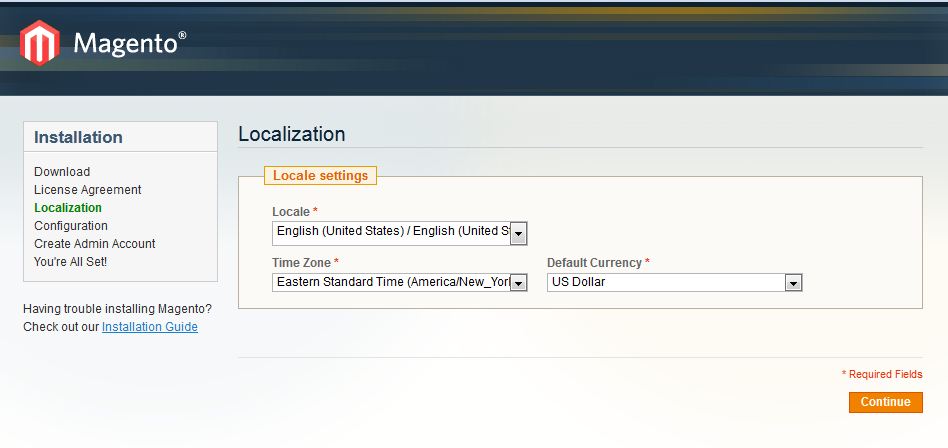 Magento®
Installation
Download
License Agreement
Localization
Configuration
Create Admin Account
You're All Set!
Having trouble installing Magento?
Check out our Installation Guide
Localization
Locale settings
Locale *
English (United States) / English (United S
Time Zone *
Default Currency *
Eastern Standard Time (America/New_Yor
US Dollar
* Required Fields
Continue